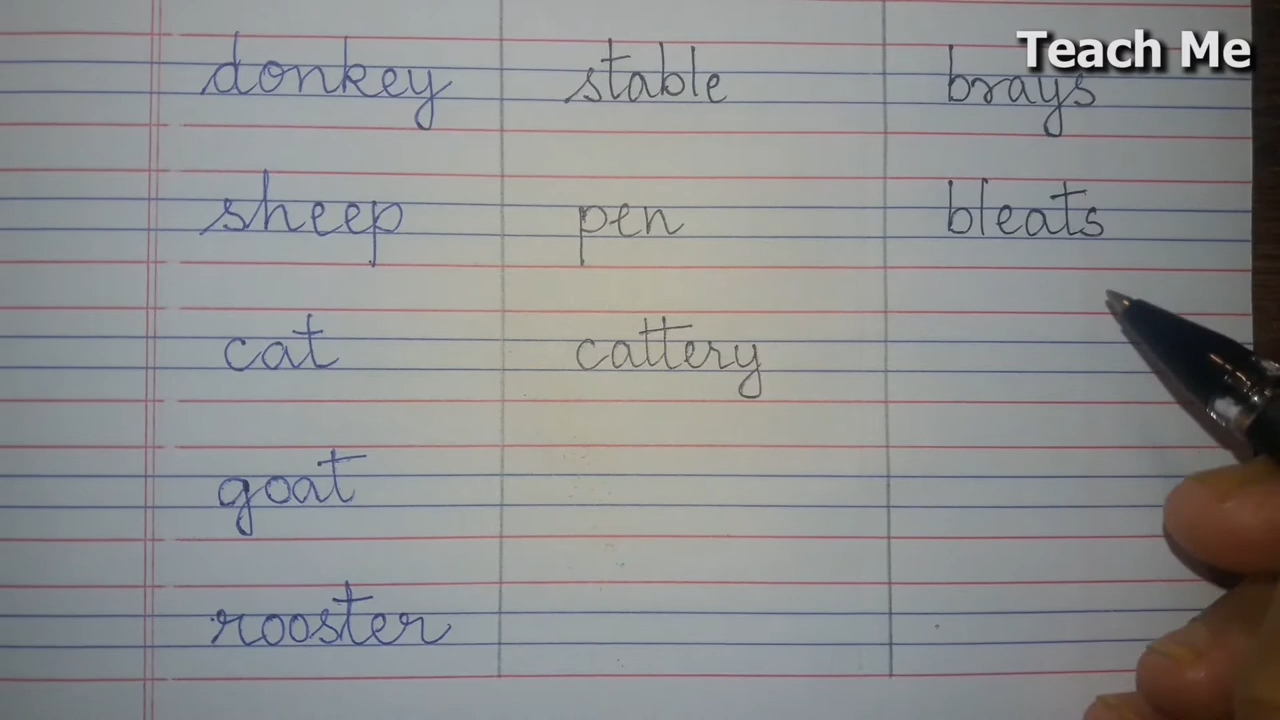 Teach Me
donkey stable brays
sheep pen bleats
cat cattery
goat
rooster